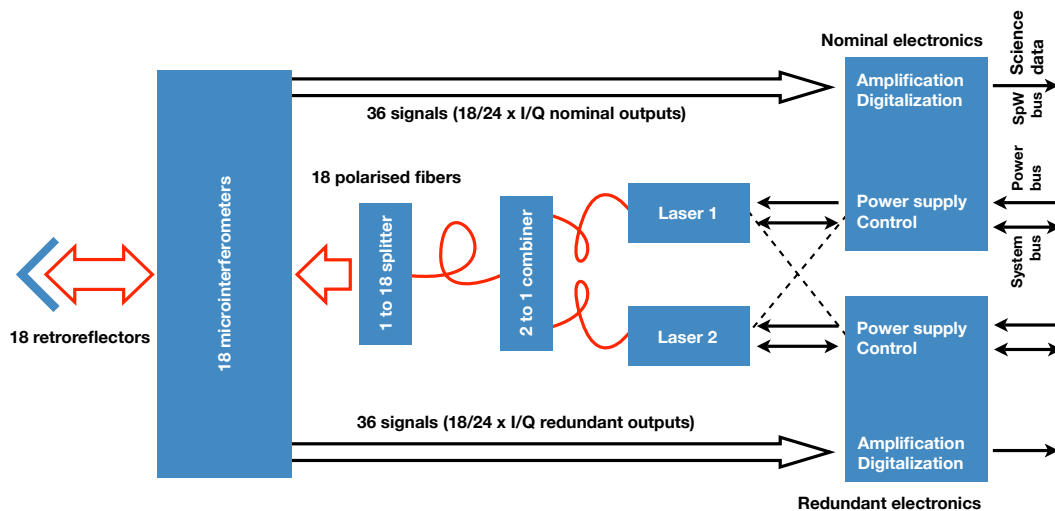 Nominal electronics
Science
data
Amplification
Digitalization
SpW
bus
36 signals (18/24 x I/Q nominal outputs)
18 polarised fibers
Power
bus
Laser 1
Power supply
Control
System
bus
18 microinterferometers
1 to 18 splitter
2 to 1 combiner
18 retroreflectors
Laser 2
Power supply
Control
36 signals (18/24 x I/Q redundant outputs)
Amplification
Digitalization
Redundant electronics